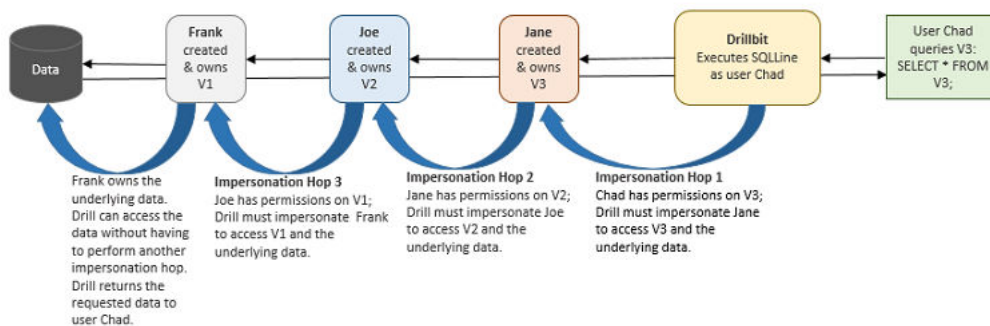 Data
Frank
created
& owns
V1
Joe
created
& owns
V2
Jane
created
& owns
V3
Drillbit
Executes SQLLine
as user Chad
User Chad
queries V3:
SELECT * FROM
V3;
Frank owns the
underlying data.
Drill can access the
data without having
to perform another
impersonation hop.
Drill returns the
requested data to
user Chad.
Impersonation Hop 3
Joe has permissions on V1;
Drill must impersonate Frank
to access V1 and the
underlying data.
Impersonation Hop 2
Jane has permissions on V2;
Drill must impersonate Joe
to access V2 and the
underlying data.
Impersonation Hop 1
Chad has permissions on V3;
Drill must impersonate Jane
to access V3 and the
underlying data.